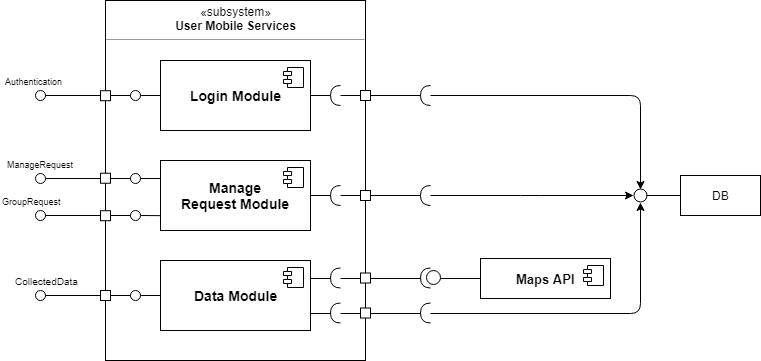 «subsystem»
User Mobile Services
Authentication
Login Module
ManageRequest
GroupRequest
Manage
Request Module
DB
CollectedData
Data Module
Maps API